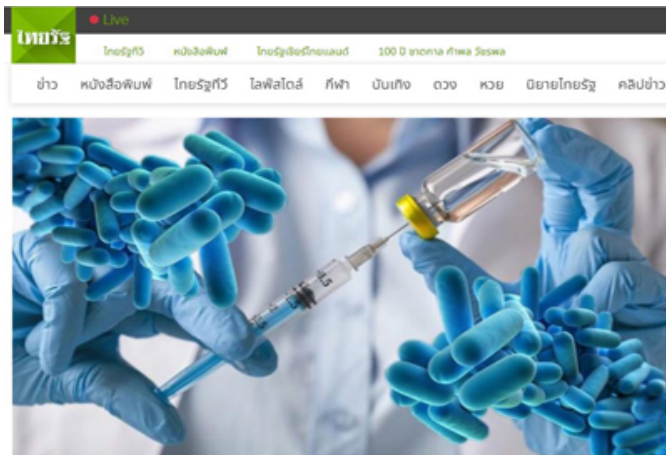 Live
ไทยรัฐ
ไทยรัฐทีวี หนังสือพิมพ์ ไทยรัฐเชียร์ไทยแลนด์ 100 ปี ชาตกาล กำพล วัชรพล
ข่าว หนังสือพิมพ์ ไทยรัฐทีวี ไลฟ์สไตล์ กีฬา บันเทิง ดวง หวย นิยายไทยรัฐ คลิปข่าว